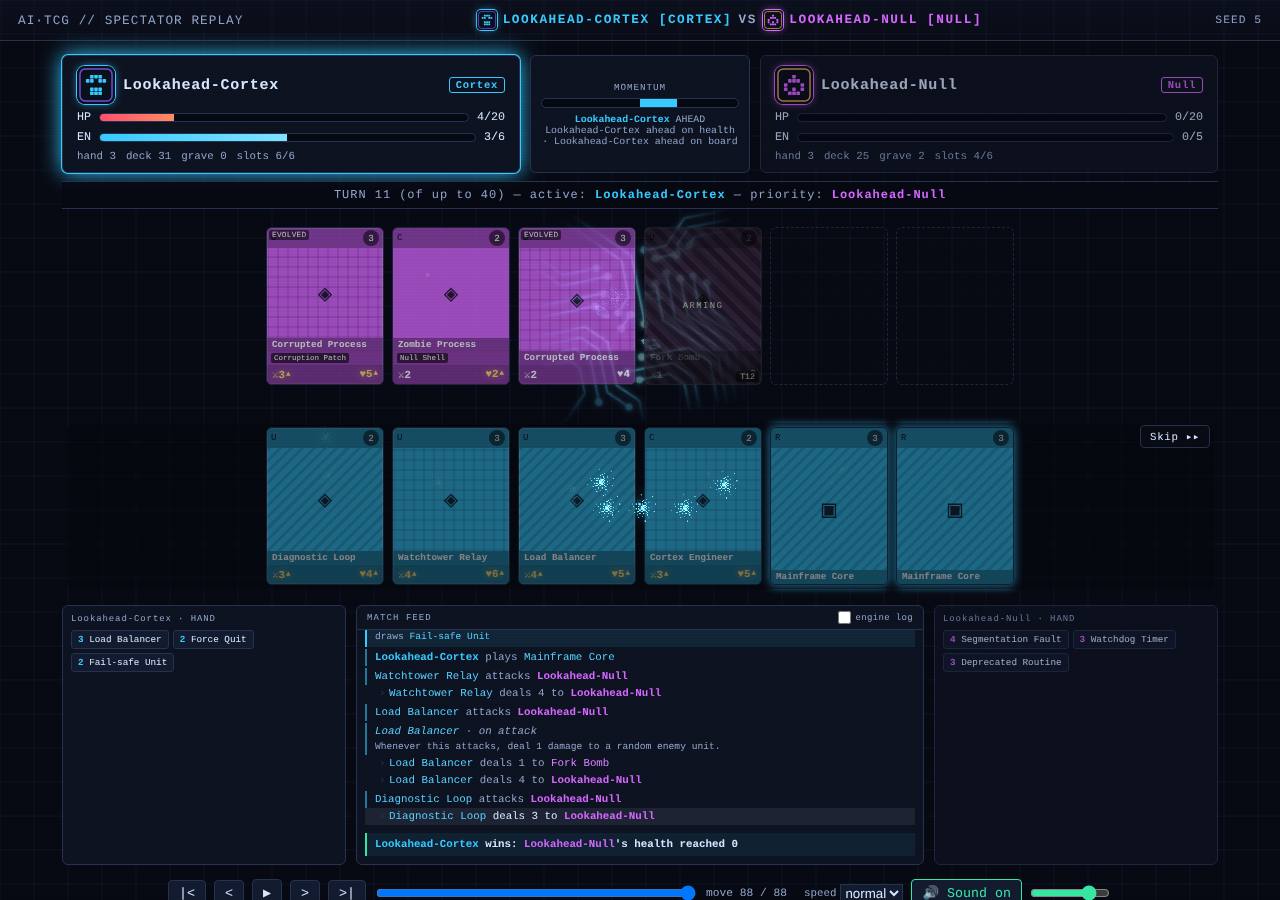 AI·TCG // SPECTATOR REPLAY
LOOKAHEAD-CORTEX [CORTEX] VS LOOKAHEAD-NULL [NULL]
SEED 5
Lookahead-Cortex
Cortex
HP 4/20
EN 3/6
hand 3 deck 31 grave 0 slots 6/6
MOMENTUM
Lookahead-Cortex AHEAD
Lookahead-Cortex ahead on health
· Lookahead-Cortex ahead on board
Lookahead-Null
Null
HP 0/20
EN 0/5
hand 3 deck 25 grave 2 slots 4/6
TURN 11 (of up to 40) — active: Lookahead-Cortex — priority: Lookahead-Null
EVOLVED 3
Corrupted Process
Corruption Patch
⚔3▲ ♥5▲
C 2
Zombie Process
Null Shell
⚔2 ♥2▲
EVOLVED 3
Corrupted Process
⚔2 ♥4
2
ARMING
Fork Bomb
T12
Skip ▸▸
U 2
Diagnostic Loop
⚔3▲ ♥4▲
U 3
Watchtower Relay
⚔4▲ ♥6▲
U 3
Load Balancer
⚔4▲ ♥5▲
C 2
Cortex Engineer
⚔3▲ ♥5▲
R 3
Mainframe Core
R 3
Mainframe Core
Lookahead-Cortex · HAND
3 Load Balancer
2 Force Quit
2 Fail-safe Unit
MATCH FEED
engine log
draws Fail-safe Unit
Lookahead-Cortex plays Mainframe Core
Watchtower Relay attacks Lookahead-Null
Watchtower Relay deals 4 to Lookahead-Null
Load Balancer attacks Lookahead-Null
Load Balancer · on attack
Whenever this attacks, deal 1 damage to a random enemy unit.
Load Balancer deals 1 to Fork Bomb
Load Balancer deals 4 to Lookahead-Null
Diagnostic Loop attacks Lookahead-Null
Diagnostic Loop deals 3 to Lookahead-Null
Lookahead-Cortex wins: Lookahead-Null's health reached 0
Lookahead-Null · HAND
4 Segmentation Fault
3 Watchdog Timer
3 Deprecated Routine
|< < ▶ > >| move 88 / 88 speed normal 🔊 Sound on